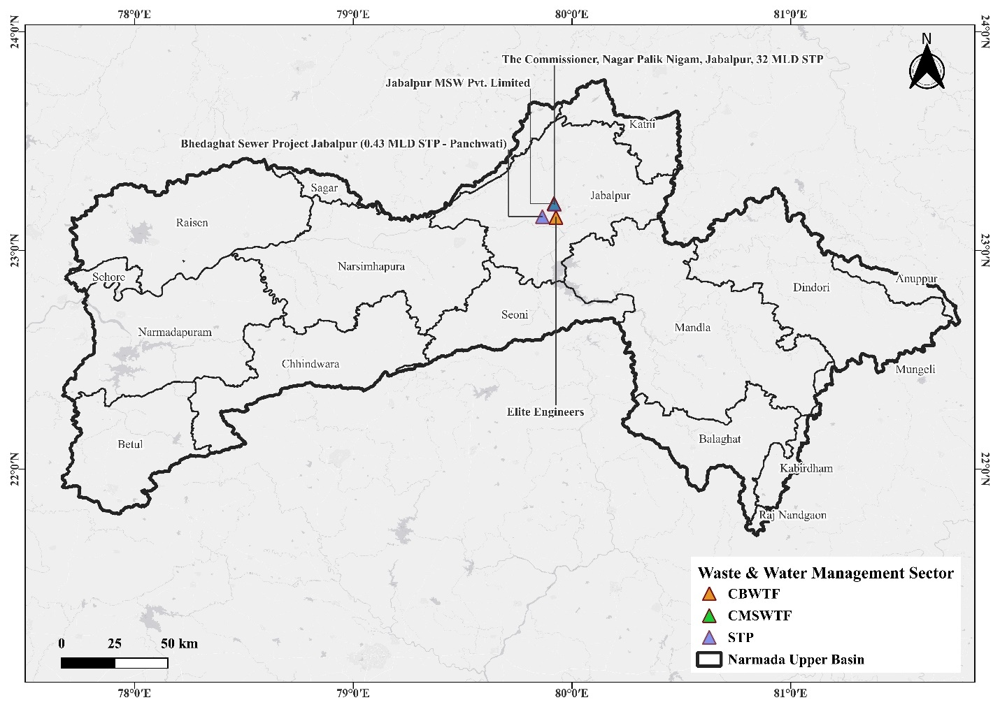 78°0′E 79°0′E 80°0′E 81°0′E
24°0′N
24°0′N
N
The Commissioner, Nagar Palik Nigam, Jabalpur, 32 MLD STP
Jabalpur MSW Pvt. Limited
Katni
Bhedaghat Sewer Project Jabalpur (0.43 MLD STP - Panchwati)
Sagar
Jabalpur
Raisen
23°0′N
23°0′N
Narsimhapura
Sehore
Anuppur
Dindori
Seoni
Mandla
Narmadapuram
Chhindwara
Mungeli
Elite Engineers
Betul
Balaghat
22°0′N
22°0′N
Kabirdham
Raj Nandgaon
Waste & Water Management Sector
CBWTF
CMSWTF
STP
Narmada Upper Basin
0 25 50 km
78°0′E 79°0′E 80°0′E 81°0′E